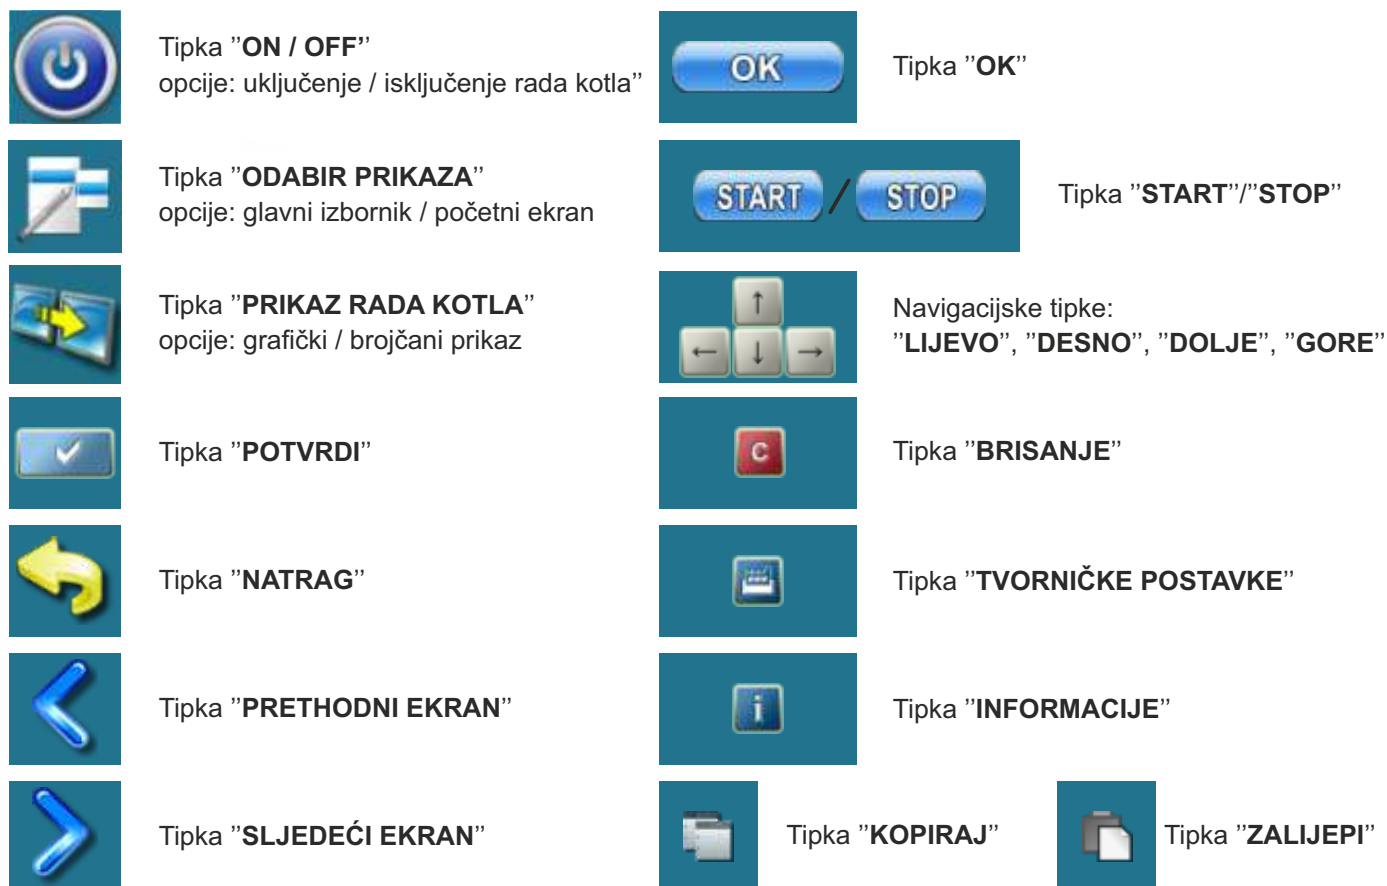 Tipka ''ON / OFF''
opcije: uključenje / isključenje rada kotla''
Tipka ''ODABIR PRIKAZA''
opcije: glavni izbornik / početni ekran
Tipka ''PRIKAZ RADA KOTLA''
opcije: grafički / brojčani prikaz
Tipka ''POTVRDI''
Tipka ''NATRAG''
Tipka ''PRETHODNI EKRAN''
Tipka ''SLJEDEĆI EKRAN''
OK
Tipka ''OK''
START / STOP
Tipka ''START''/''STOP''
↑
← ↓ →
Navigacijske tipke:
''LIJEVO'', ''DESNO'', ''DOLJE'', ''GORE''
C
Tipka ''BRISANJE''
Tipka ''TVORNIČKE POSTAVKE''
i
Tipka ''INFORMACIJE''
Tipka ''KOPIRAJ''
Tipka ''ZALIJEPI''